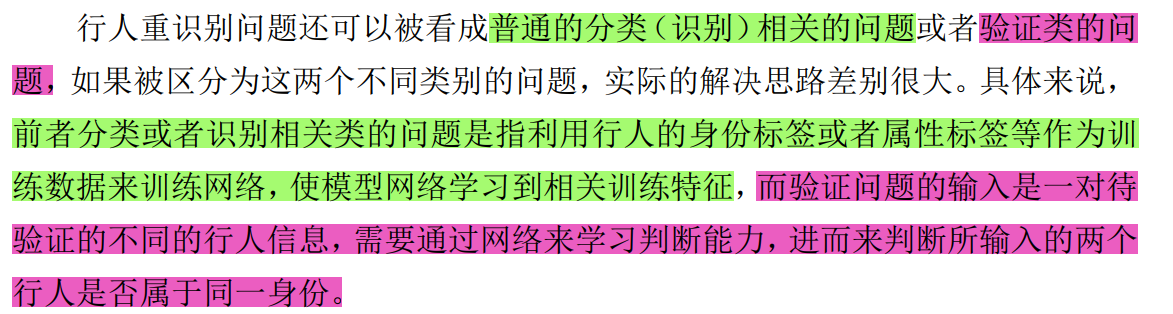 行人重识别问题还可以被看成普通的分类（识别）相关的问题或者验证类的问
题，如果被区分为这两个不同类别的问题，实际的解决思路差别很大。具体来说，
前者分类或者识别相关类的问题是指利用行人的身份标签或者属性标签等作为训
练数据来训练网络，使模型网络学习到相关训练特征，而验证问题的输入是一对待
验证的不同的行人信息，需要通过网络来学习判断能力，进而来判断所输入的两个
行人是否属于同一身份。